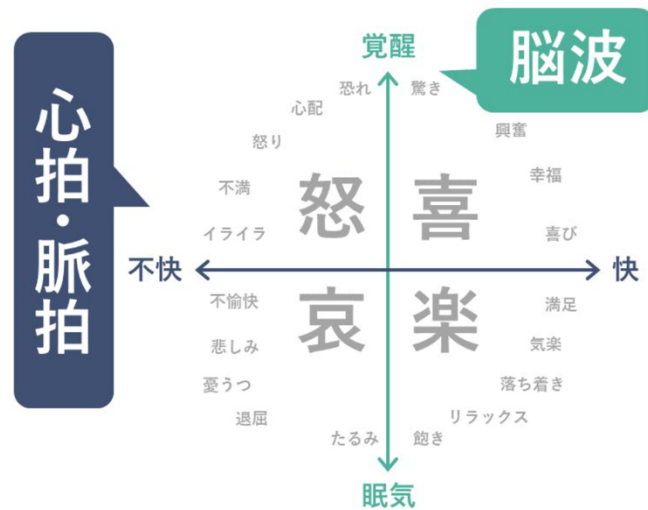 覚醒
脳波
心拍・脈拍
恐れ
驚き
心配
興奮
怒り
幸福
不満
怒
喜
イライラ
喜び
不快
快
不愉快
哀
楽
満足
悲しみ
気楽
憂うつ
落ち着き
退屈
リラックス
たるみ
飽き
眠気